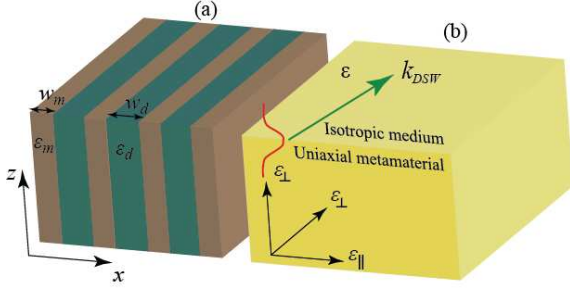 (a)
w_m
w_d
ε_m
ε_d
z
x
(b)
ε
k_DSW
Isotropic medium
Uniaxial metamaterial
ε_⊥
ε_⊥
ε_∥